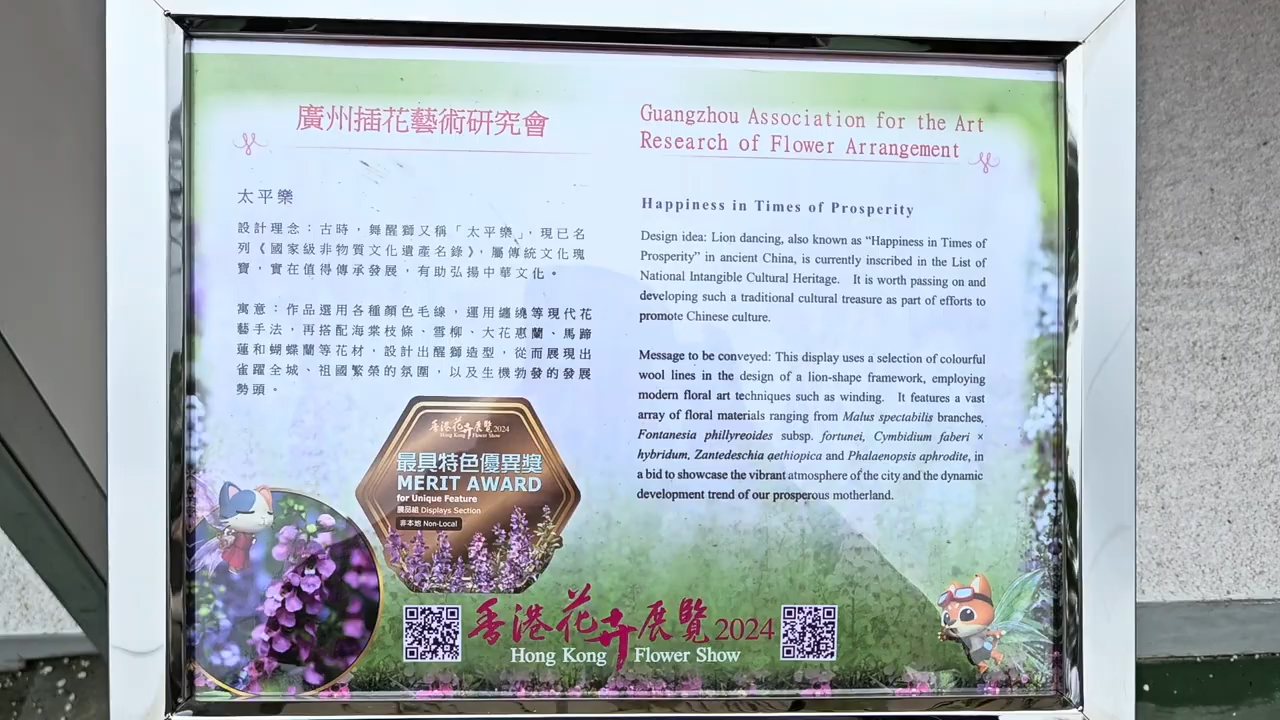 廣州插花藝術研究會
太平樂
設計理念：古時，舞醒獅又稱「太平樂」，現已名
列《國家級非物質文化遺產名錄》，屬傳統文化瑰
寶，實在值得傳承發展，有助弘揚中華文化。
寓意：作品選用各種顏色毛線，運用纏繞等現代花
藝手法，再搭配海棠枝條、雪柳、大花惠蘭、馬蹄
蓮和蝴蝶蘭等花材，設計出醒獅造型，從而展現出
雀躍全城、祖國繁榮的氛圍，以及生機勃發的發展
勢頭。
Guangzhou Association for the Art
Research of Flower Arrangement
Happiness in Times of Prosperity
Design idea: Lion dancing, also known as “Happiness in Times of
Prosperity” in ancient China, is currently inscribed in the List of
National Intangible Cultural Heritage. It is worth passing on and
developing such a traditional cultural treasure as part of efforts to
promote Chinese culture.
Message to be conveyed: This display uses a selection of colourful
wool lines in the design of a lion-shape framework, employing
modern floral art techniques such as winding. It features a vast
array of floral materials ranging from Malus spectabilis branches,
Fontanesia phillyreoides subsp. fortunei, Cymbidium faberi ×
hybridum, Zantedeschia aethiopica and Phalaenopsis aphrodite, in
a bid to showcase the vibrant atmosphere of the city and the dynamic
development trend of our prosperous motherland.
香港花卉展覽2024
Hong Kong Flower Show
最具特色優異獎
MERIT AWARD
for Unique Feature
展品組 Displays Section
非本地 Non-Local
香港花卉展覽2024
Hong Kong Flower Show